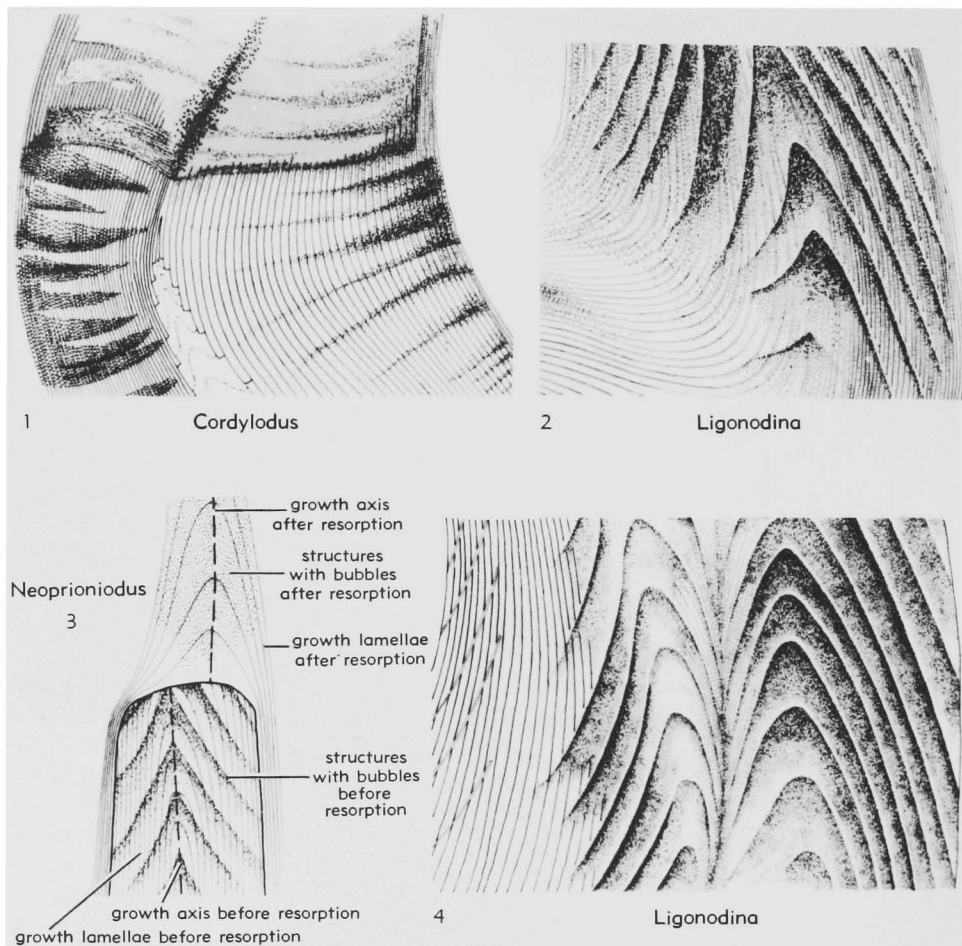 1
Cordylodus
2
Ligonodina
Neoprioniodus
3
growth axis
after resorption
structures
with bubbles
after resorption
growth lamellae
after resorption
structures
with bubbles
before
resorption
growth axis before resorption
growth lamellae before resorption
4
Ligonodina